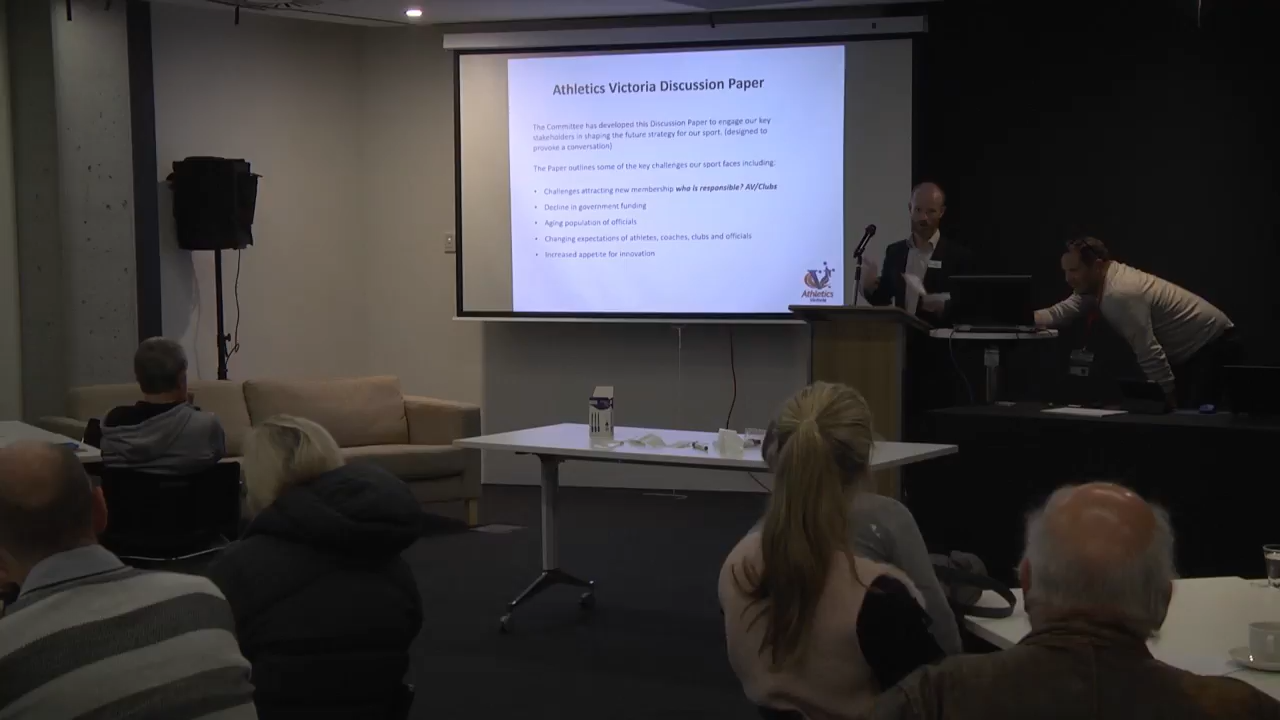 Athletics Victoria Discussion Paper
The Committee has developed this Discussion Paper to engage our key
stakeholders in shaping the future strategy for our sport. (designed to
provoke a conversation)
The Paper outlines some of the key challenges our sport faces including:
• Challenges attracting new membership who is responsible? AV/Clubs
• Decline in government funding
• Aging population of officials
• Changing expectations of athletes, coaches, clubs and officials
• Increased appetite for innovation
Athletics
Victoria